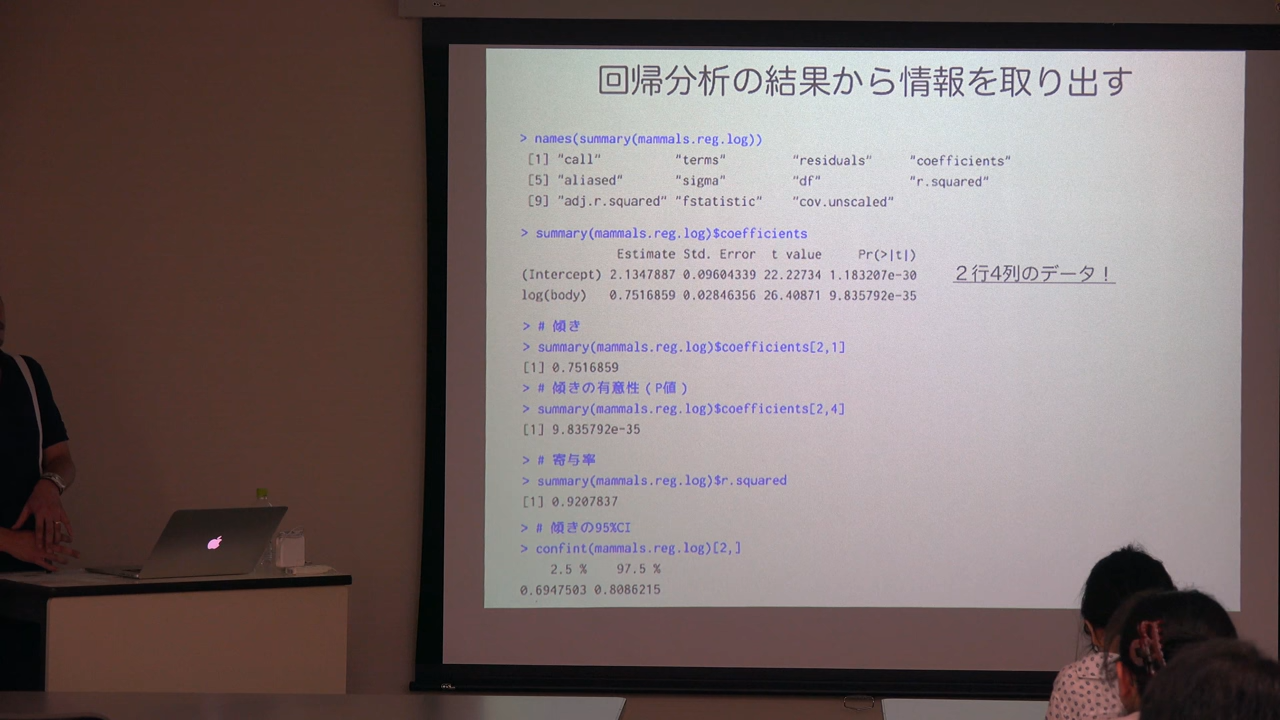 回帰分析の結果から情報を取り出す
> names(summary(mammals.reg.log))
[1] "call" "terms" "residuals" "coefficients"
[5] "aliased" "sigma" "df" "r.squared"
[9] "adj.r.squared" "fstatistic" "cov.unscaled"
> summary(mammals.reg.log)$coefficients
Estimate Std. Error t value Pr(>|t|)
(Intercept) 2.1347887 0.09604339 22.22734 1.183207e-30
log(body) 0.7516859 0.02846356 26.40871 9.835792e-35
２行4列のデータ！
> # 傾き
> summary(mammals.reg.log)$coefficients[2,1]
[1] 0.7516859
> # 傾きの有意性（P値）
> summary(mammals.reg.log)$coefficients[2,4]
[1] 9.835792e-35
> # 寄与率
> summary(mammals.reg.log)$r.squared
[1] 0.9207837
> # 傾きの95%CI
> confint(mammals.reg.log)[2,]
2.5 % 97.5 %
0.6947503 0.8086215